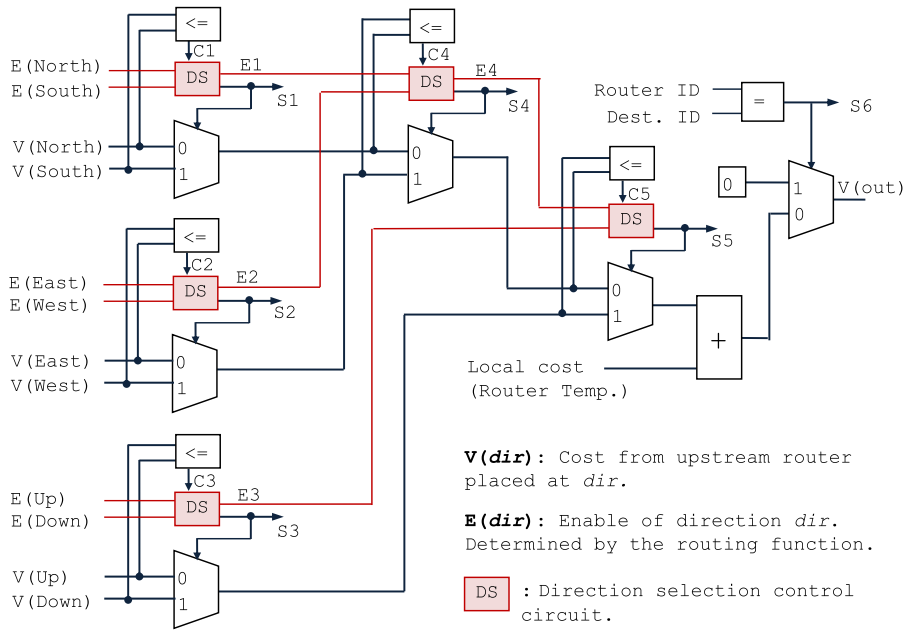 <=
C1
E(North)
E(South)
DS
E1
S1
V(North)
V(South)
0
1
<=
C4
DS
E4
S4
0
1
<=
C2
E(East)
E(West)
DS
E2
S2
V(East)
V(West)
0
1
<=
C3
E(Up)
E(Down)
DS
E3
S3
V(Up)
V(Down)
0
1
<=
C5
DS
S5
0
1
Router ID
Dest. ID
=
S6
0
1
0
V(out)
+
Local cost
(Router Temp.)
V(dir): Cost from upstream router
placed at dir.
E(dir): Enable of direction dir.
Determined by the routing function.
DS : Direction selection control
circuit.